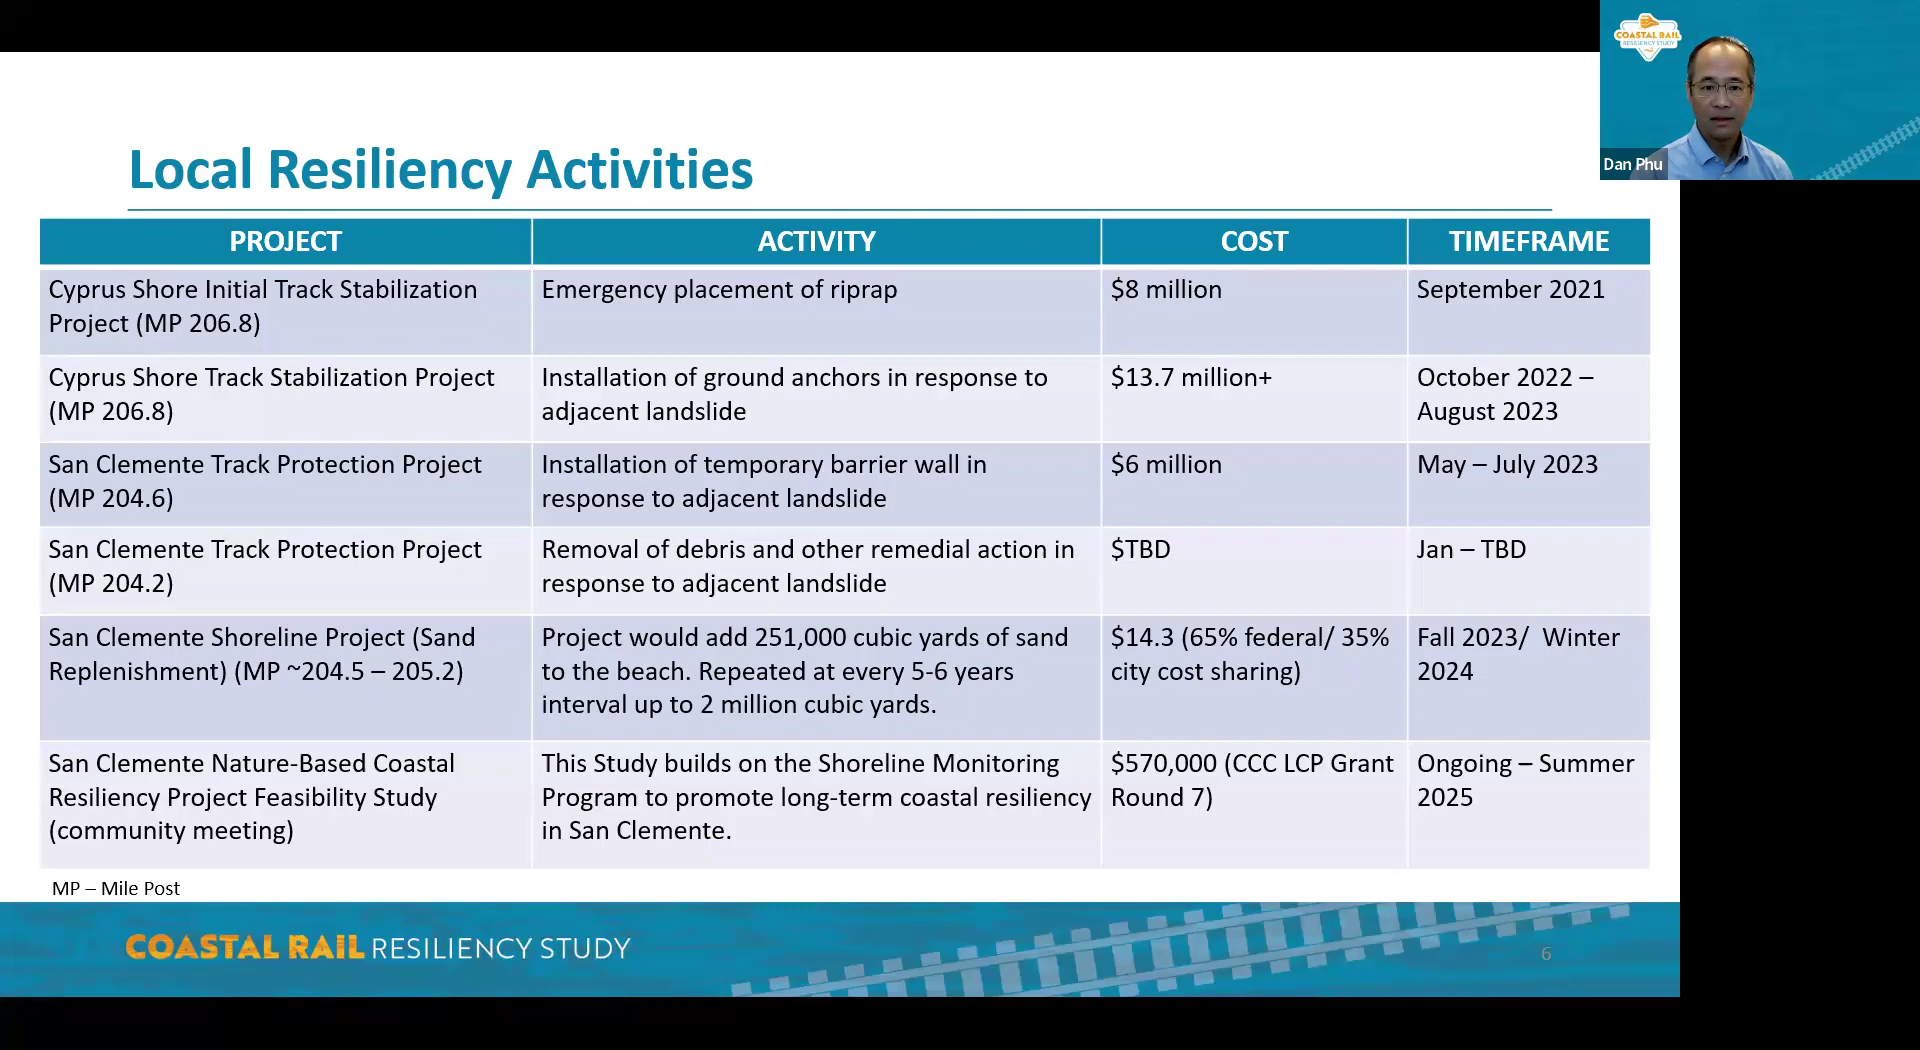 COASTAL RAIL
RESILIENCY STUDY
Dan Phu
Local Resiliency Activities
PROJECT ACTIVITY COST TIMEFRAME
Cyprus Shore Initial Track Stabilization Emergency placement of riprap $8 million September 2021
Project (MP 206.8)
Cyprus Shore Track Stabilization Project Installation of ground anchors in response to $13.7 million+ October 2022 –
(MP 206.8) adjacent landslide August 2023
San Clemente Track Protection Project Installation of temporary barrier wall in $6 million May – July 2023
(MP 204.6) response to adjacent landslide
San Clemente Track Protection Project Removal of debris and other remedial action in $TBD Jan – TBD
(MP 204.2) response to adjacent landslide
San Clemente Shoreline Project (Sand Project would add 251,000 cubic yards of sand $14.3 (65% federal/ 35% Fall 2023/ Winter
Replenishment) (MP ~204.5 – 205.2) to the beach. Repeated at every 5-6 years city cost sharing) 2024
interval up to 2 million cubic yards.
San Clemente Nature-Based Coastal This Study builds on the Shoreline Monitoring $570,000 (CCC LCP Grant Ongoing – Summer
Resiliency Project Feasibility Study Program to promote long-term coastal resiliency Round 7) 2025
(community meeting) in San Clemente.
MP – Mile Post
COASTAL RAIL RESILIENCY STUDY
6